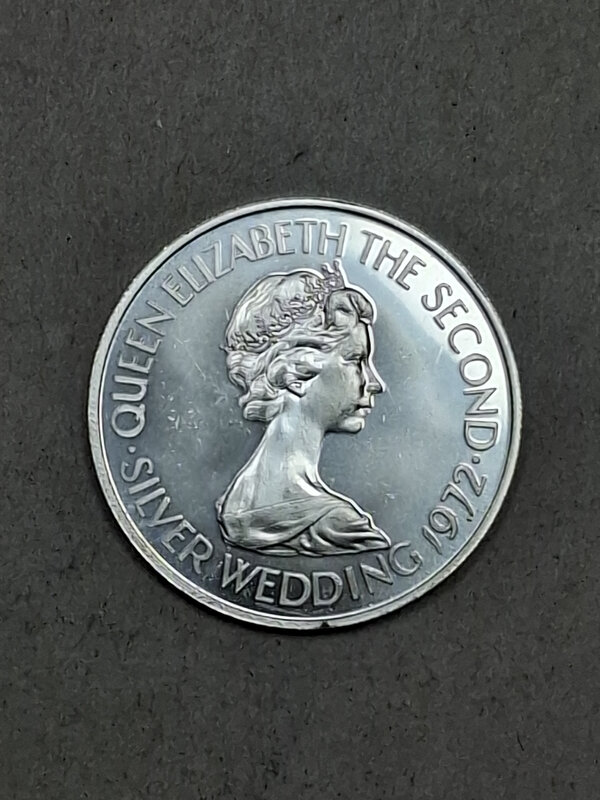 QUEEN ELIZABETH THE SECOND
· SILVER WEDDING 1972 ·